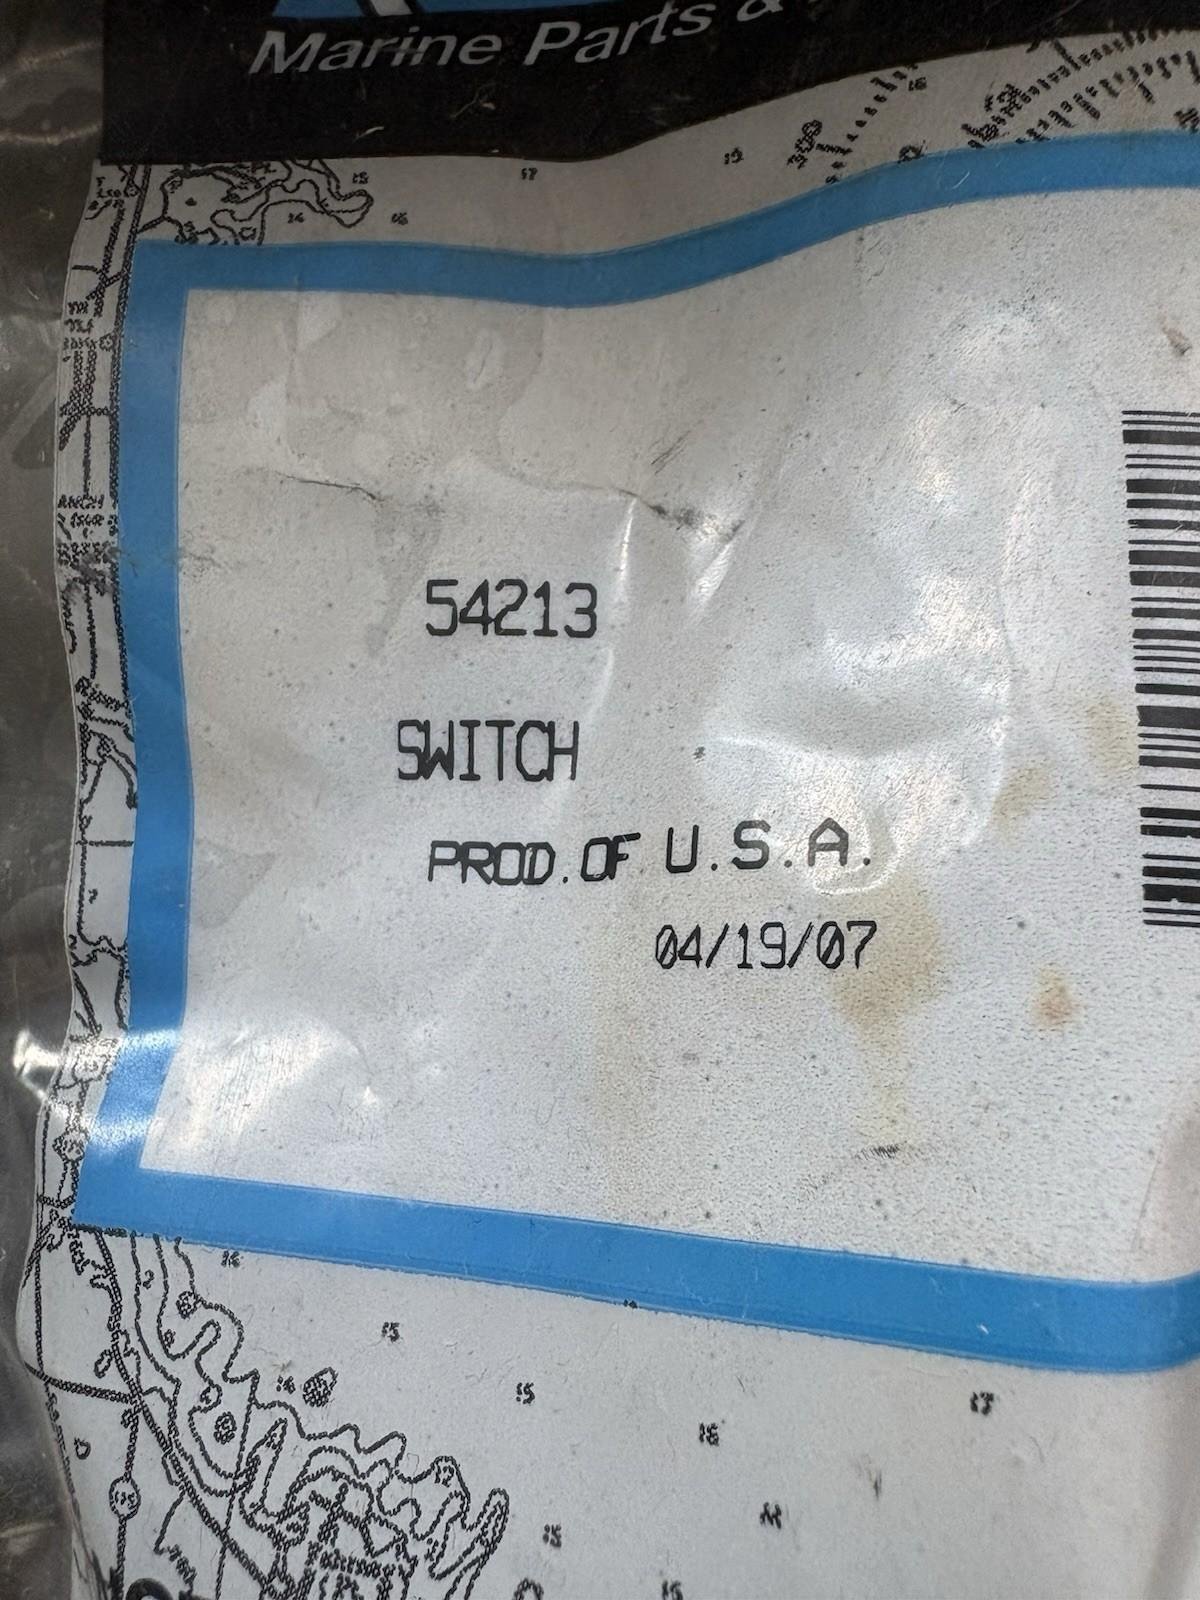 Marine Parts &
54213
SWITCH
PROD. OF U.S.A.
04/19/07